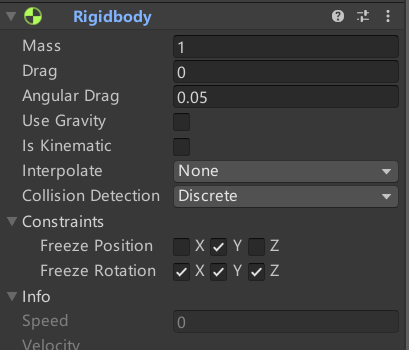 Rigidbody
Mass 1
Drag 0
Angular Drag 0.05
Use Gravity
Is Kinematic
Interpolate None
Collision Detection Discrete
Constraints
Freeze Position X Y Z
Freeze Rotation X Y Z
Info
Speed 0
Velocity